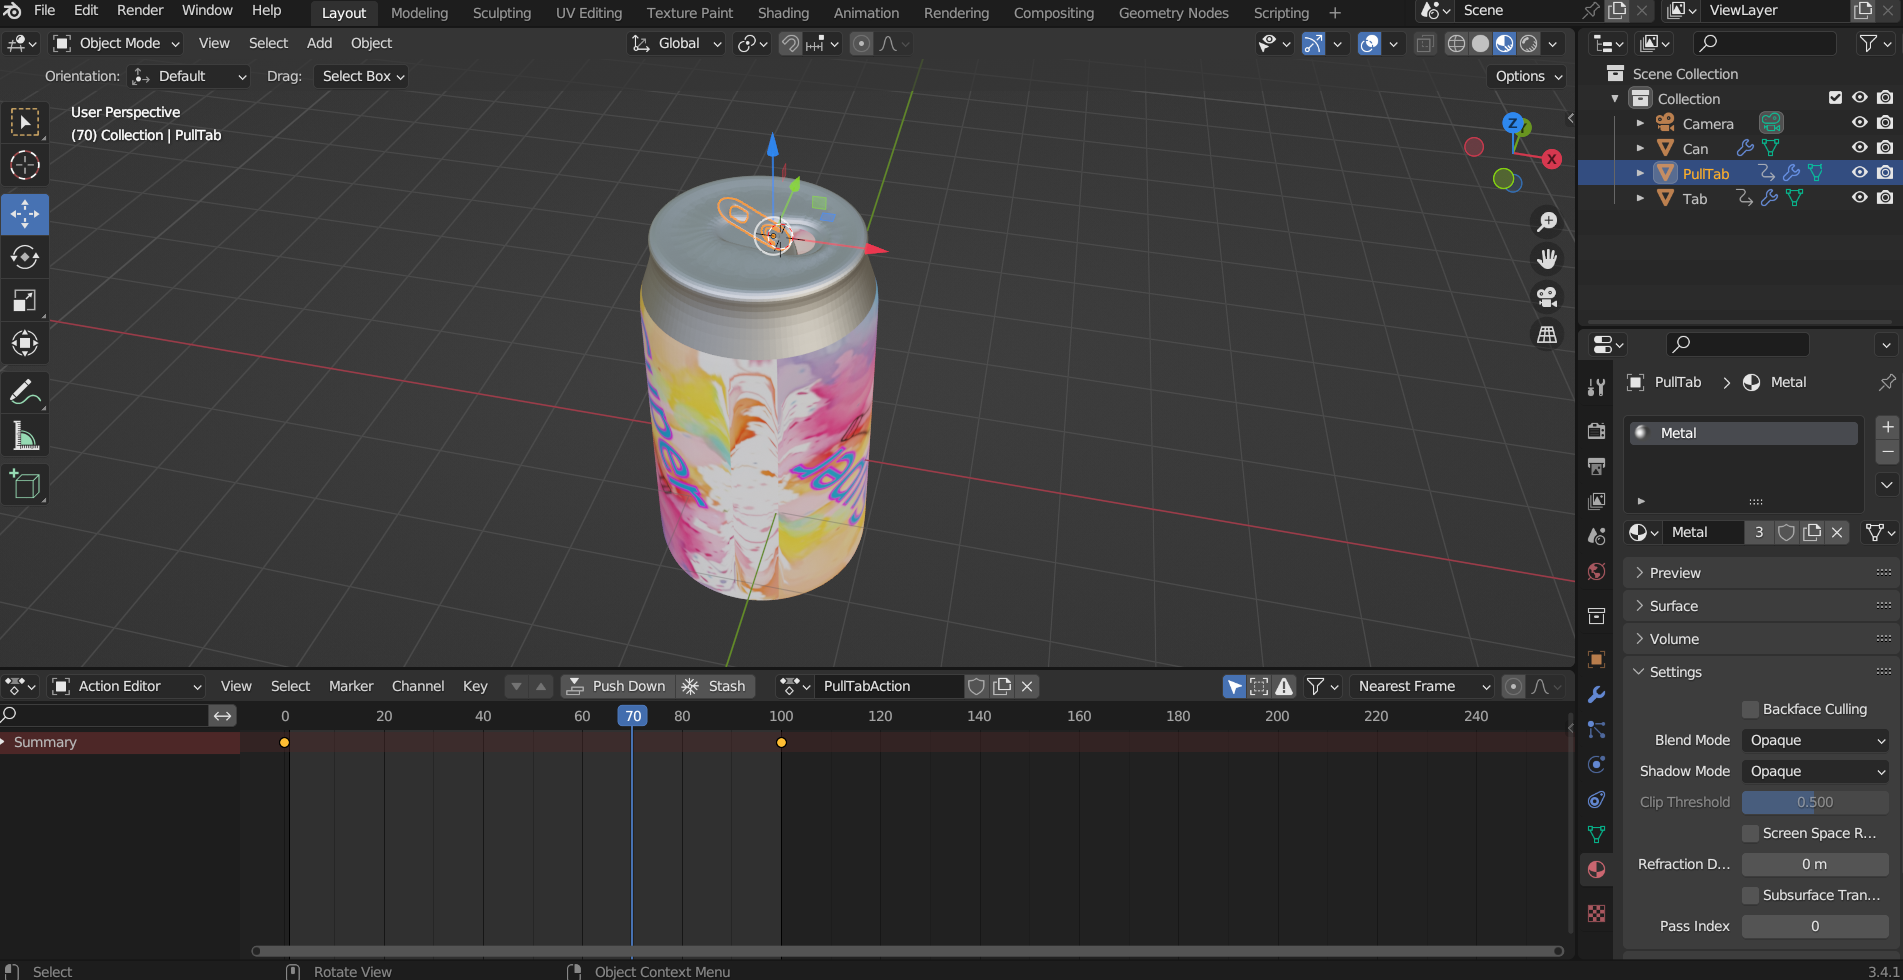 File Edit Render Window Help Layout Modeling Sculpting UV Editing Texture Paint Shading Animation Rendering Compositing Geometry Nodes Scripting + Scene ViewLayer
Object Mode View Select Add Object Global
Orientation: Default Drag: Select Box Options
User Perspective
(70) Collection | PullTab
Z
X
Scene Collection
Collection
Camera
Can
PullTab
Tab
PullTab > Metal
Metal
Metal 3
Preview
Surface
Volume
Settings
Backface Culling
Blend Mode Opaque
Shadow Mode Opaque
Clip Threshold 0.500
Screen Space R...
Refraction D... 0 m
Subsurface Tran...
Pass Index 0
Action Editor View Select Marker Channel Key Push Down Stash PullTabAction Nearest Frame
0 20 40 60 70 80 100 120 140 160 180 200 220 240
Summary
Select Rotate View Object Context Menu 3.4.1